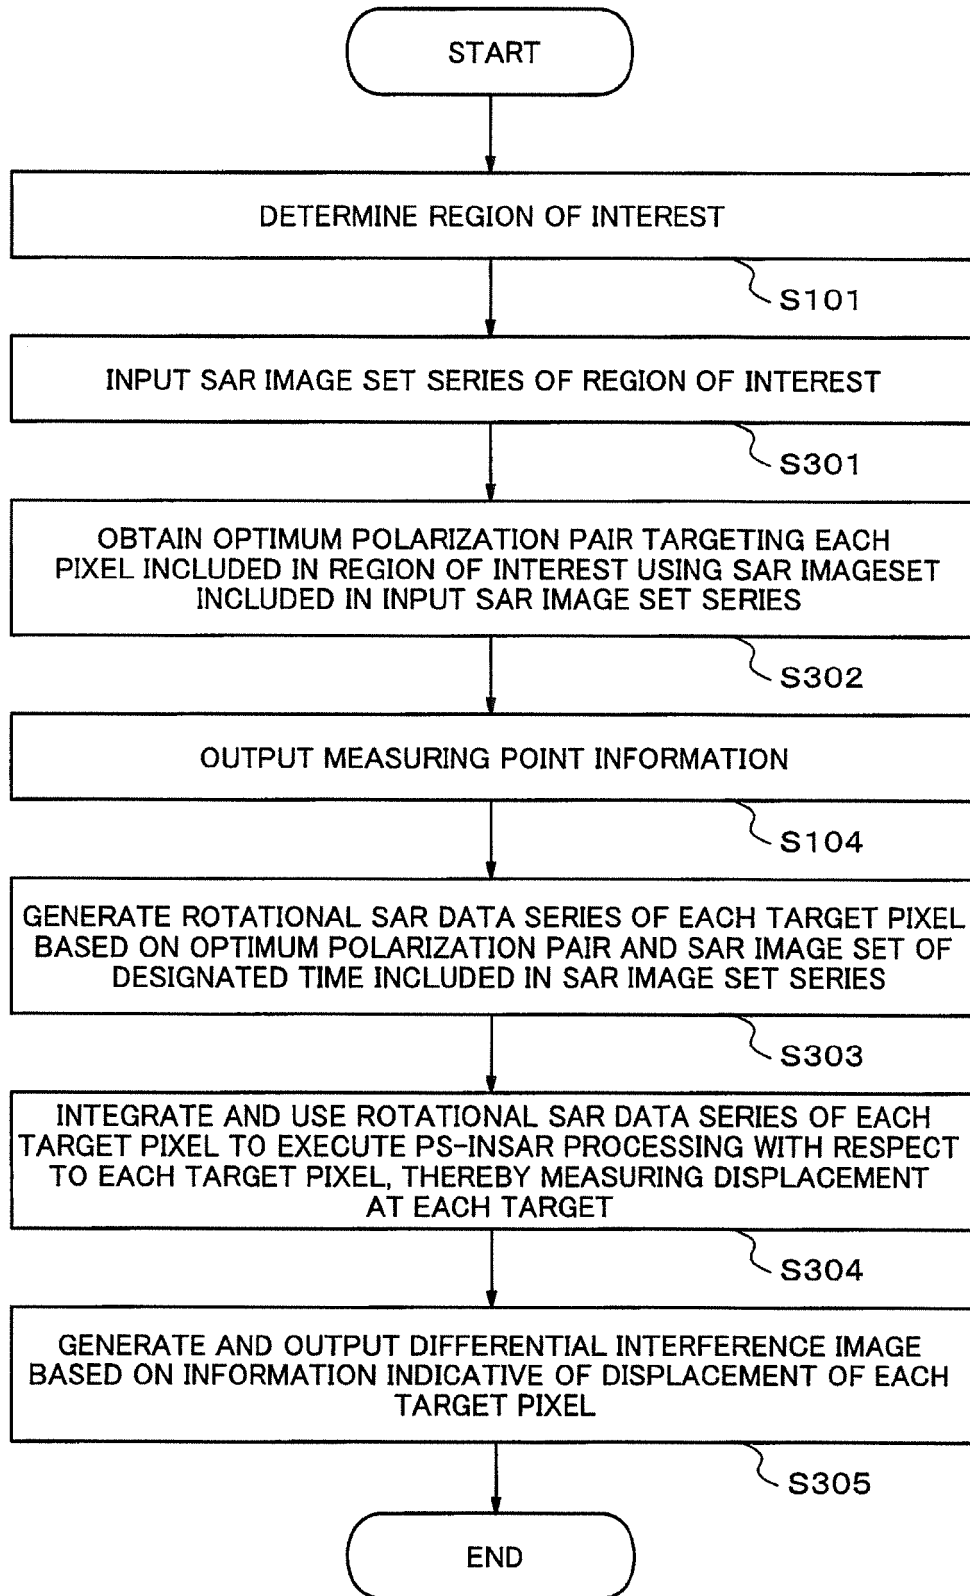 START
DETERMINE REGION OF INTEREST
S101
INPUT SAR IMAGE SET SERIES OF REGION OF INTEREST
S301
OBTAIN OPTIMUM POLARIZATION PAIR TARGETING EACH
PIXEL INCLUDED IN REGION OF INTEREST USING SAR IMAGESET
INCLUDED IN INPUT SAR IMAGE SET SERIES
S302
OUTPUT MEASURING POINT INFORMATION
S104
GENERATE ROTATIONAL SAR DATA SERIES OF EACH TARGET PIXEL
BASED ON OPTIMUM POLARIZATION PAIR AND SAR IMAGE SET OF
DESIGNATED TIME INCLUDED IN SAR IMAGE SET SERIES
S303
INTEGRATE AND USE ROTATIONAL SAR DATA SERIES OF EACH
TARGET PIXEL TO EXECUTE PS-INSAR PROCESSING WITH RESPECT
TO EACH TARGET PIXEL, THEREBY MEASURING DISPLACEMENT
AT EACH TARGET
S304
GENERATE AND OUTPUT DIFFERENTIAL INTERFERENCE IMAGE
BASED ON INFORMATION INDICATIVE OF DISPLACEMENT OF EACH
TARGET PIXEL
S305
END